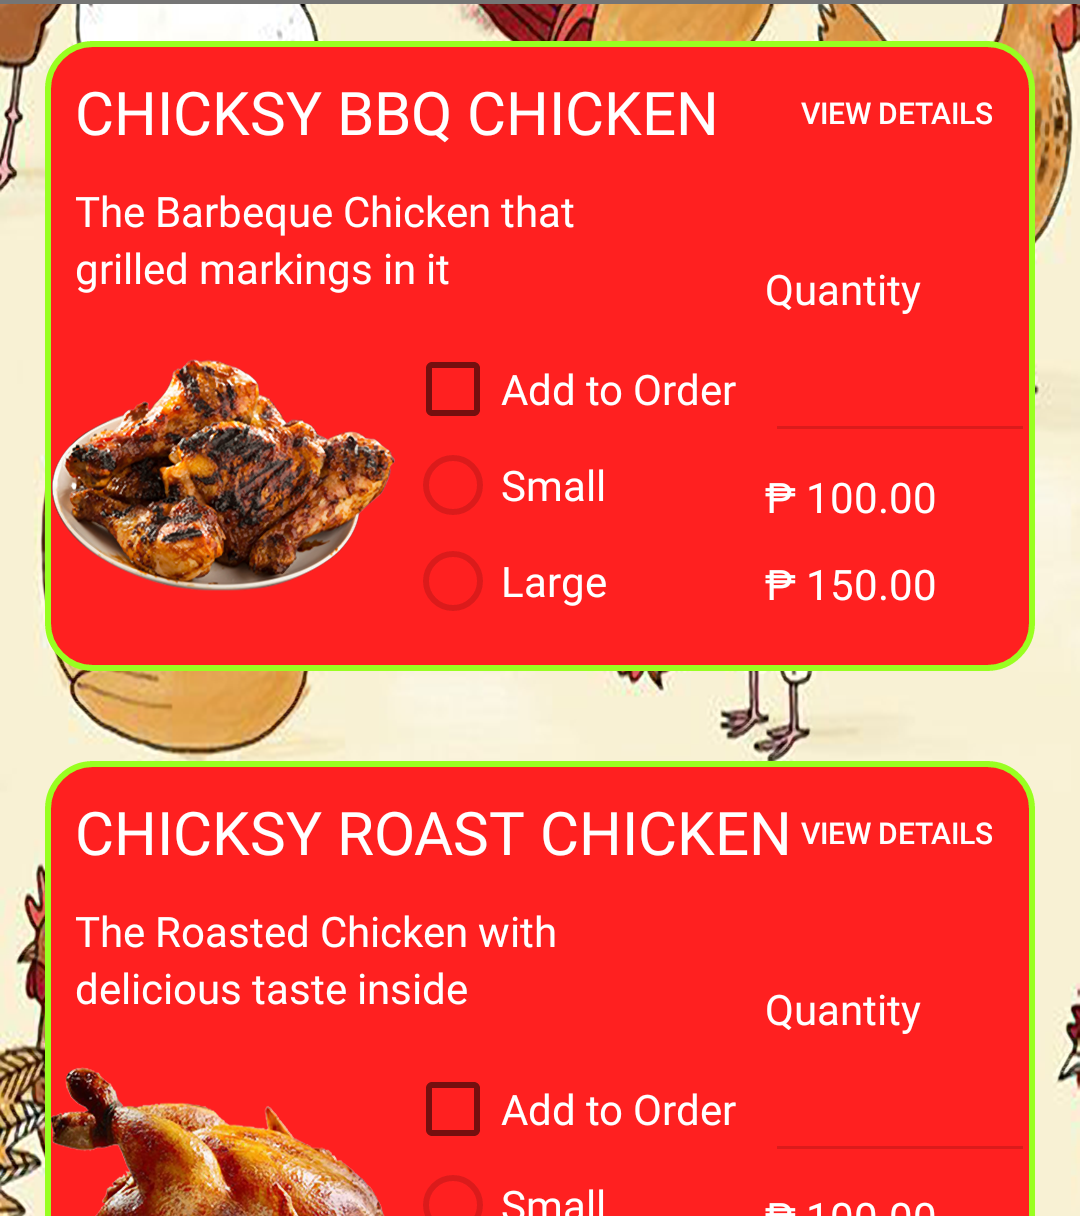 CHICKSY BBQ CHICKEN
VIEW DETAILS
The Barbeque Chicken that
grilled markings in it
Quantity
Add to Order
Small
₱ 100.00
Large
₱ 150.00
CHICKSY ROAST CHICKEN
VIEW DETAILS
The Roasted Chicken with
delicious taste inside
Quantity
Add to Order
Small
₱ 100.00